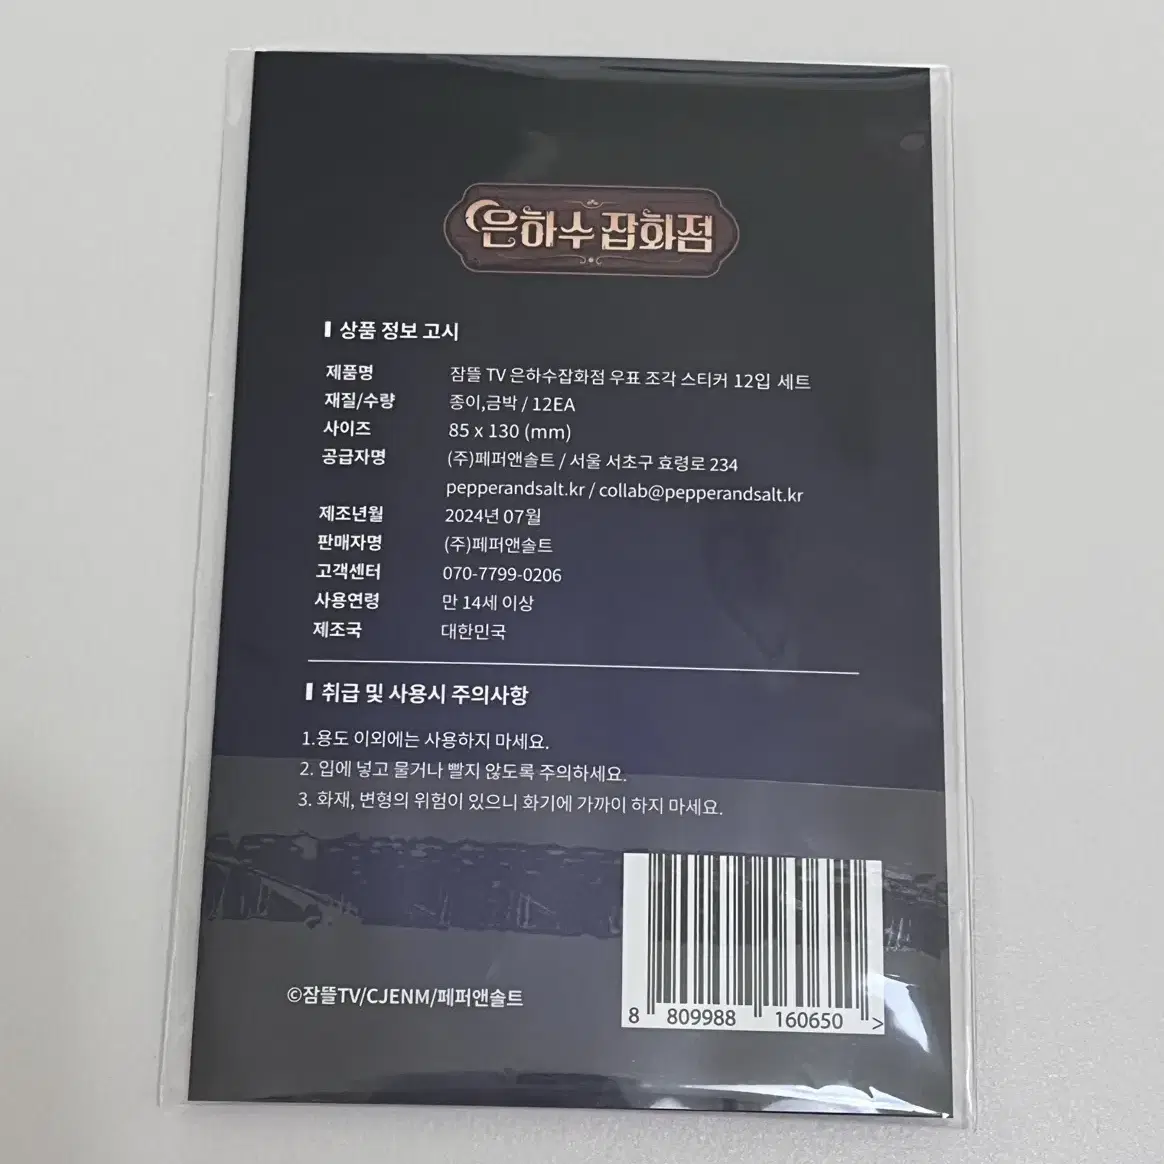 은하수 잡화점
상품 정보 고시
제품명 잠뜰 TV 은하수잡화점 우표 조각 스티커 12입 세트
재질/수량 종이,금박 / 12EA
사이즈 85 x 130 (mm)
공급자명 (주)페퍼앤솔트 / 서울 서초구 효령로 234
pepperandsalt.kr / collab@pepperandsalt.kr
제조년월 2024년 07월
판매자명 (주)페퍼앤솔트
고객센터 070-7799-0206
사용연령 만 14세 이상
제조국 대한민국
취급 및 사용시 주의사항
1.용도 이외에는 사용하지 마세요.
2. 입에 넣고 물거나 빨지 않도록 주의하세요.
3. 화재, 변형의 위험이 있으니 화기에 가까이 하지 마세요.
©잠뜰TV/CJENM/페퍼앤솔트
8 809988 160650 >